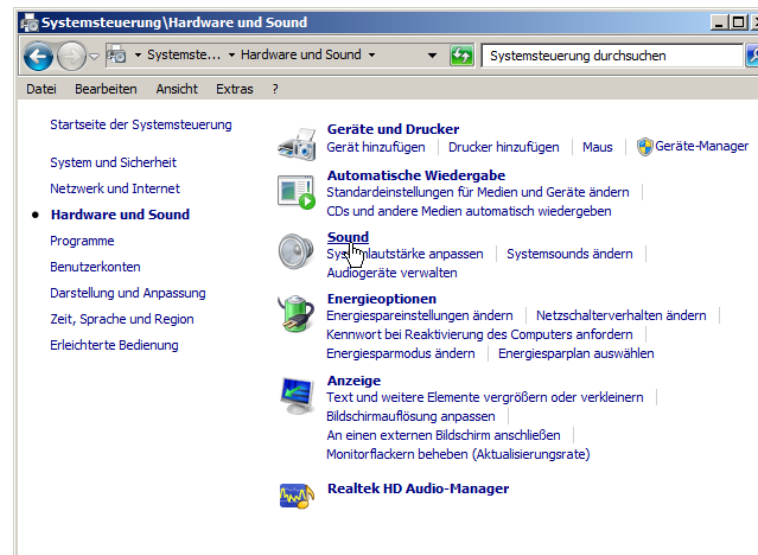 Systemsteuerung\Hardware und Sound
Systemste... Hardware und Sound Systemsteuerung durchsuchen
Datei Bearbeiten Ansicht Extras ?
Startseite der Systemsteuerung
System und Sicherheit
Netzwerk und Internet
Hardware und Sound
Programme
Benutzerkonten
Darstellung und Anpassung
Zeit, Sprache und Region
Erleichterte Bedienung
Geräte und Drucker
Gerät hinzufügen Drucker hinzufügen Maus Geräte-Manager
Automatische Wiedergabe
Standardeinstellungen für Medien und Geräte ändern
CDs und andere Medien automatisch wiedergeben
Sound
Systemlautstärke anpassen Systemsounds ändern
Audiogeräte verwalten
Energieoptionen
Energiespareinstellungen ändern Netzschalterverhalten ändern
Kennwort bei Reaktivierung des Computers anfordern
Energiesparmodus ändern Energiesparplan auswählen
Anzeige
Text und weitere Elemente vergrößern oder verkleinern
Bildschirmauflösung anpassen
An einen externen Bildschirm anschließen
Monitorflackern beheben (Aktualisierungsrate)
Realtek HD Audio-Manager